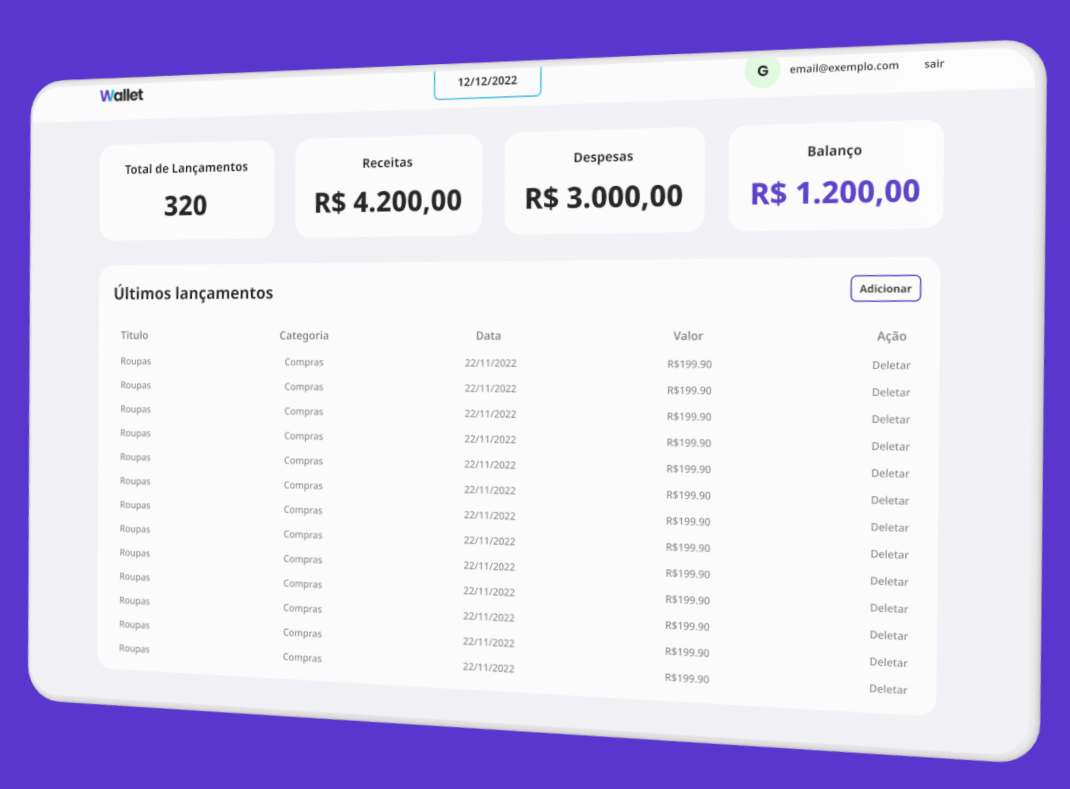 Wallet
12/12/2022
G email@exemplo.com sair
Total de Lançamentos
320
Receitas
R$ 4.200,00
Despesas
R$ 3.000,00
Balanço
R$ 1.200,00
Últimos lançamentos
Adicionar
Titulo Categoria Data Valor Ação
Roupas Compras 22/11/2022 R$199.90 Deletar
Roupas Compras 22/11/2022 R$199.90 Deletar
Roupas Compras 22/11/2022 R$199.90 Deletar
Roupas Compras 22/11/2022 R$199.90 Deletar
Roupas Compras 22/11/2022 R$199.90 Deletar
Roupas Compras 22/11/2022 R$199.90 Deletar
Roupas Compras 22/11/2022 R$199.90 Deletar
Roupas Compras 22/11/2022 R$199.90 Deletar
Roupas Compras 22/11/2022 R$199.90 Deletar
Roupas Compras 22/11/2022 R$199.90 Deletar
Roupas Compras 22/11/2022 R$199.90 Deletar
Roupas Compras 22/11/2022 R$199.90 Deletar
Roupas Compras 22/11/2022 R$199.90 Deletar